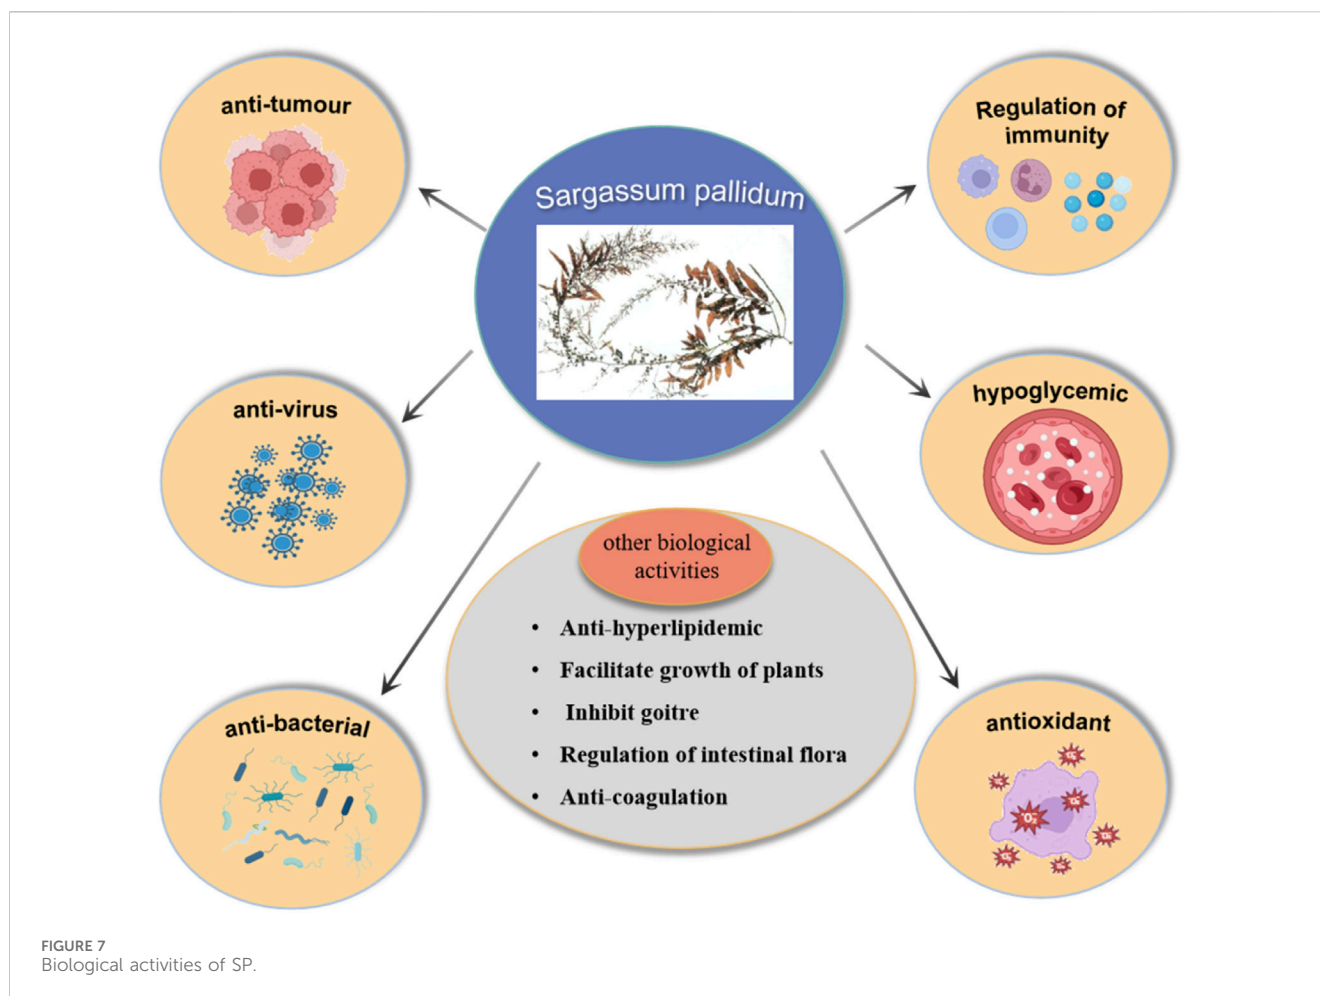 anti-tumour
Regulation of
immunity
Sargassum pallidum
anti-virus
hypoglycemic
other biological
activities
• Anti-hyperlipidemic
• Facilitate growth of plants
• Inhibit goitre
• Regulation of intestinal flora
• Anti-coagulation
anti-bacterial
antioxidant
FIGURE 7
Biological activities of SP.